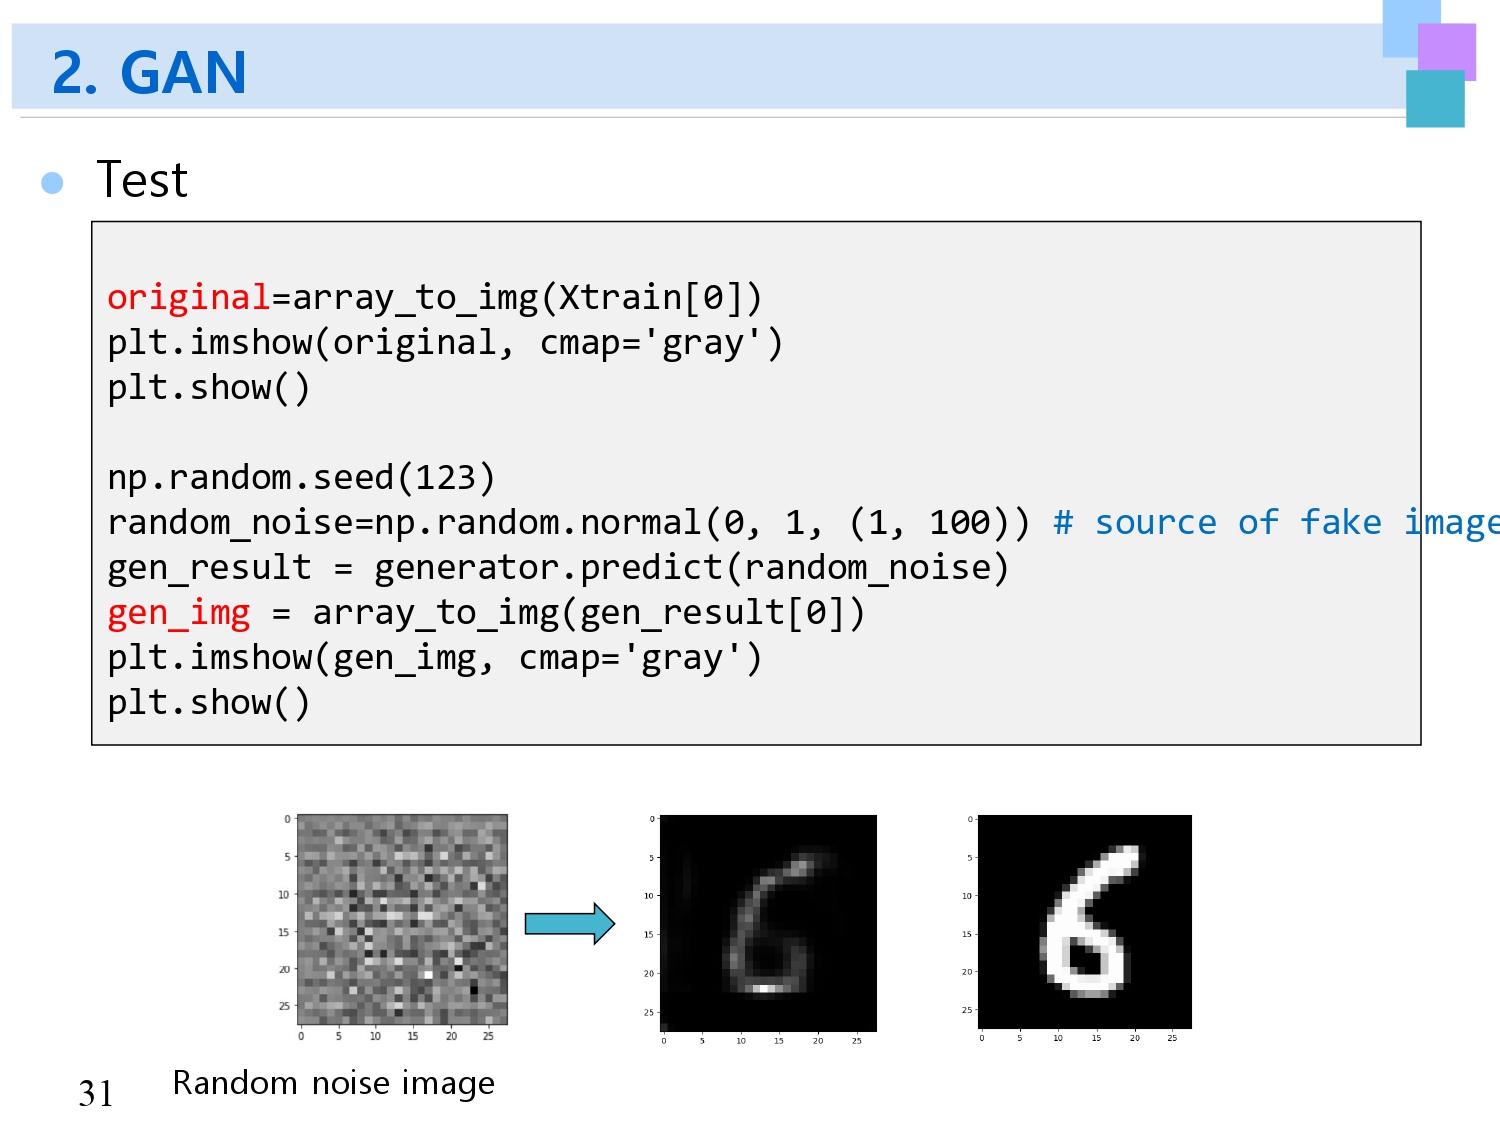 2. GAN
Test
original=array_to_img(Xtrain[0])
plt.imshow(original, cmap='gray')
plt.show()
np.random.seed(123)
random_noise=np.random.normal(0, 1, (1, 100)) # source of fake image
gen_result = generator.predict(random_noise)
gen_img = array_to_img(gen_result[0])
plt.imshow(gen_img, cmap='gray')
plt.show()
0
5
10
15
20
25
0 5 10 15 20 25
0
5
10
15
20
25
0 5 10 15 20 25
0
5
10
15
20
25
0 5 10 15 20 25
6
6
Random noise image
31